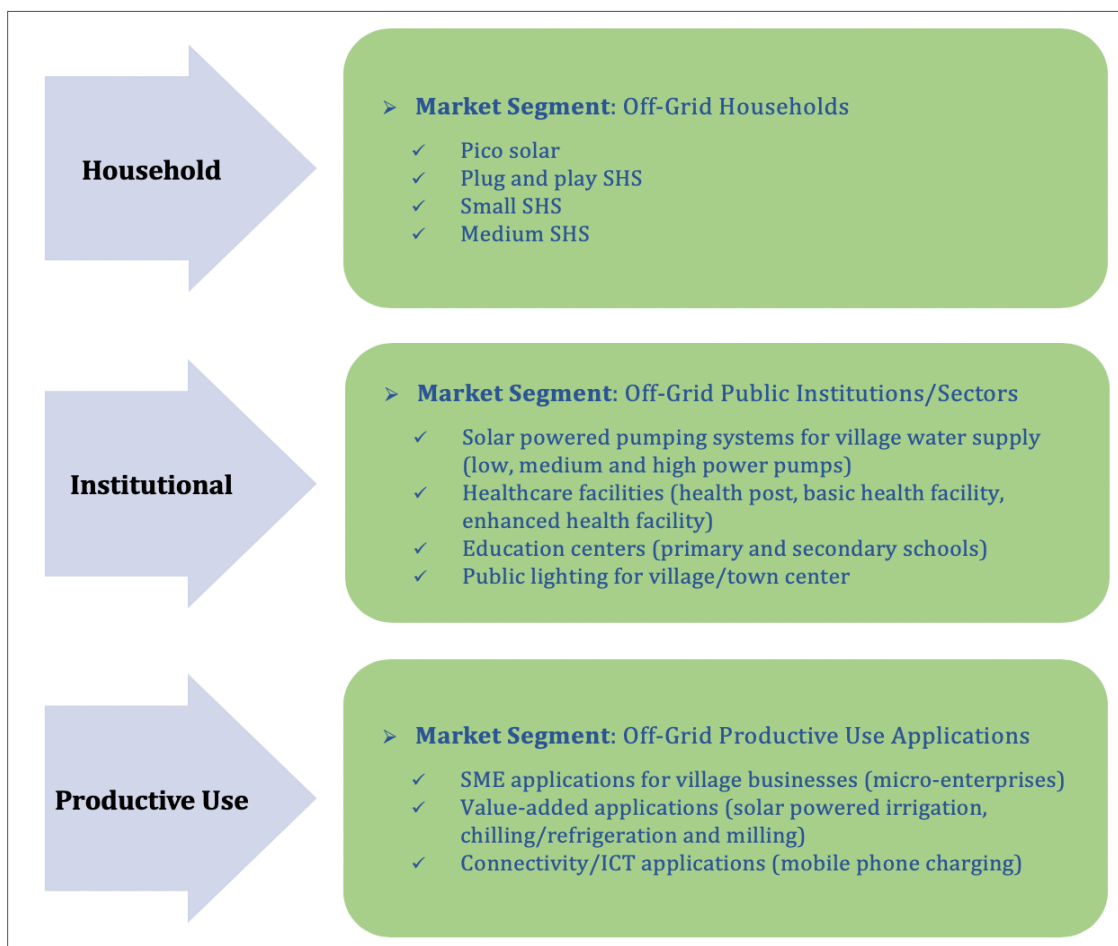 Household
➢ Market Segment: Off-Grid Households
✓ Pico solar
✓ Plug and play SHS
✓ Small SHS
✓ Medium SHS
Institutional
➢ Market Segment: Off-Grid Public Institutions/Sectors
✓ Solar powered pumping systems for village water supply
(low, medium and high power pumps)
✓ Healthcare facilities (health post, basic health facility,
enhanced health facility)
✓ Education centers (primary and secondary schools)
✓ Public lighting for village/town center
Productive Use
➢ Market Segment: Off-Grid Productive Use Applications
✓ SME applications for village businesses (micro-enterprises)
✓ Value-added applications (solar powered irrigation,
chilling/refrigeration and milling)
✓ Connectivity/ICT applications (mobile phone charging)